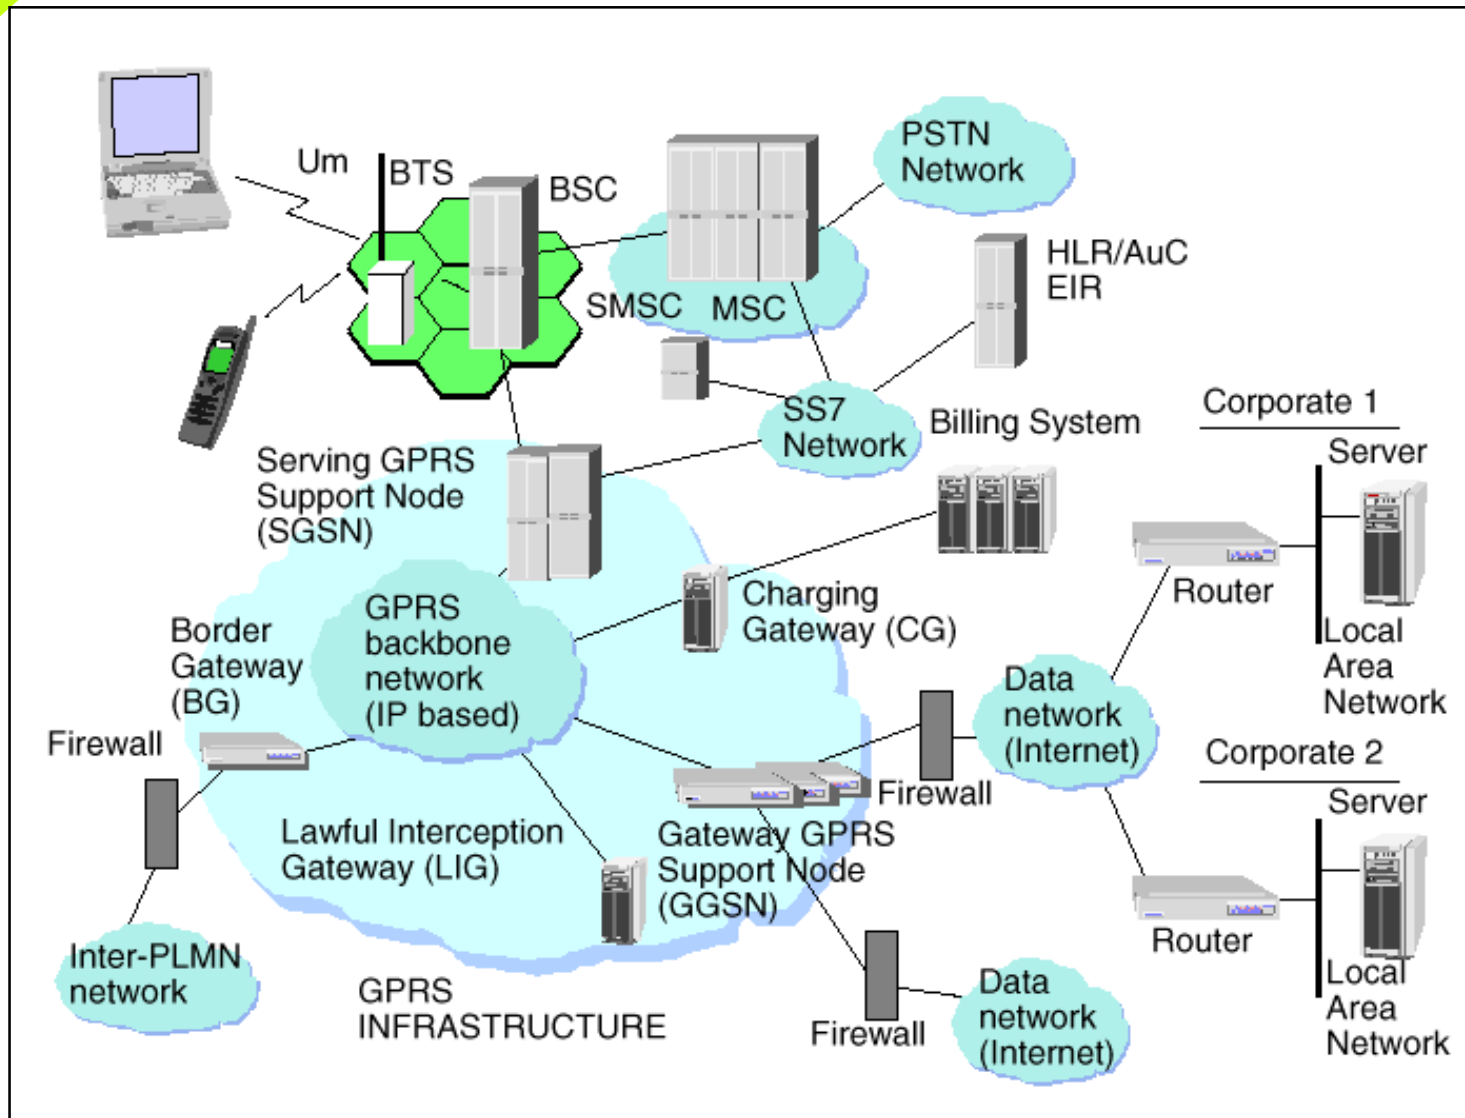 Um
BTS
BSC
PSTN
Network
HLR/AuC
EIR
SMSC
MSC
SS7
Network
Billing System
Corporate 1
Server
Router
Local
Area
Network
Serving GPRS
Support Node
(SGSN)
GPRS
backbone
network
(IP based)
Charging
Gateway (CG)
Border
Gateway
(BG)
Firewall
Data
network
(Internet)
Firewall
Corporate 2
Server
Router
Local
Area
Network
Lawful Interception
Gateway (LIG)
Gateway GPRS
Support Node
(GGSN)
Inter-PLMN
network
GPRS
INFRASTRUCTURE
Firewall
Data
network
(Internet)